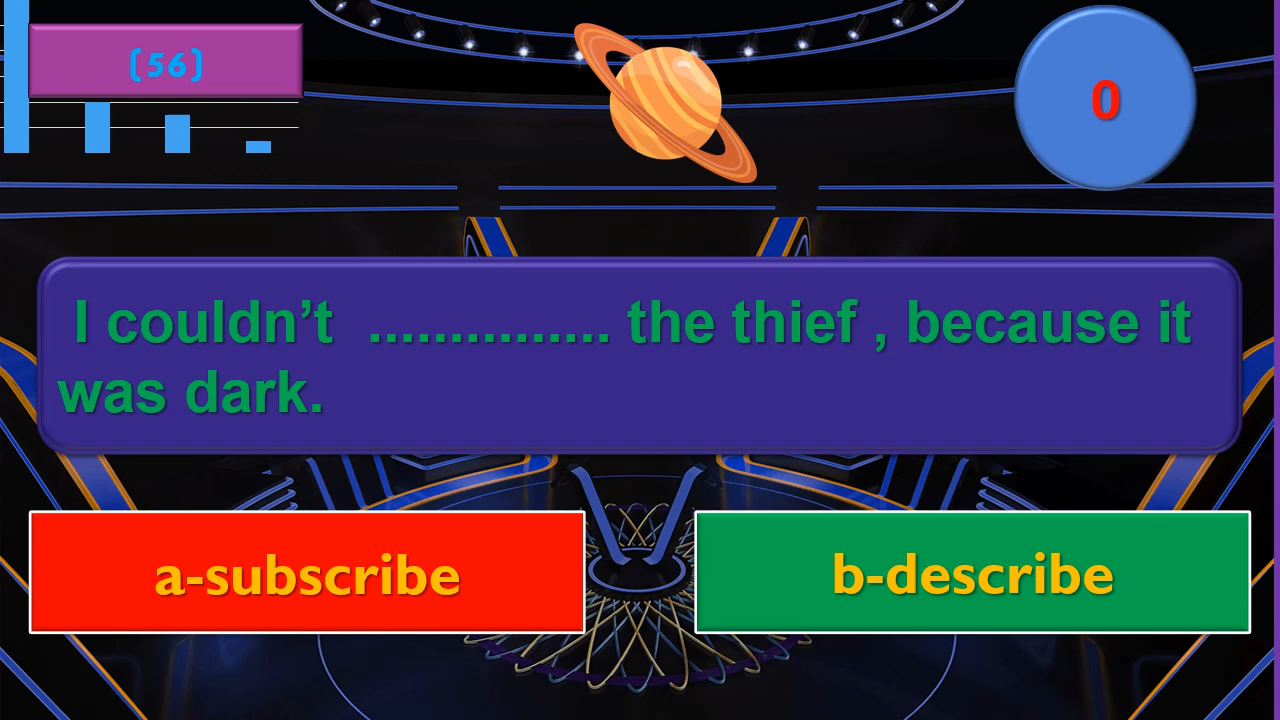 (56)
0
I couldn’t ............... the thief , because it
was dark.
a-subscribe
b-describe